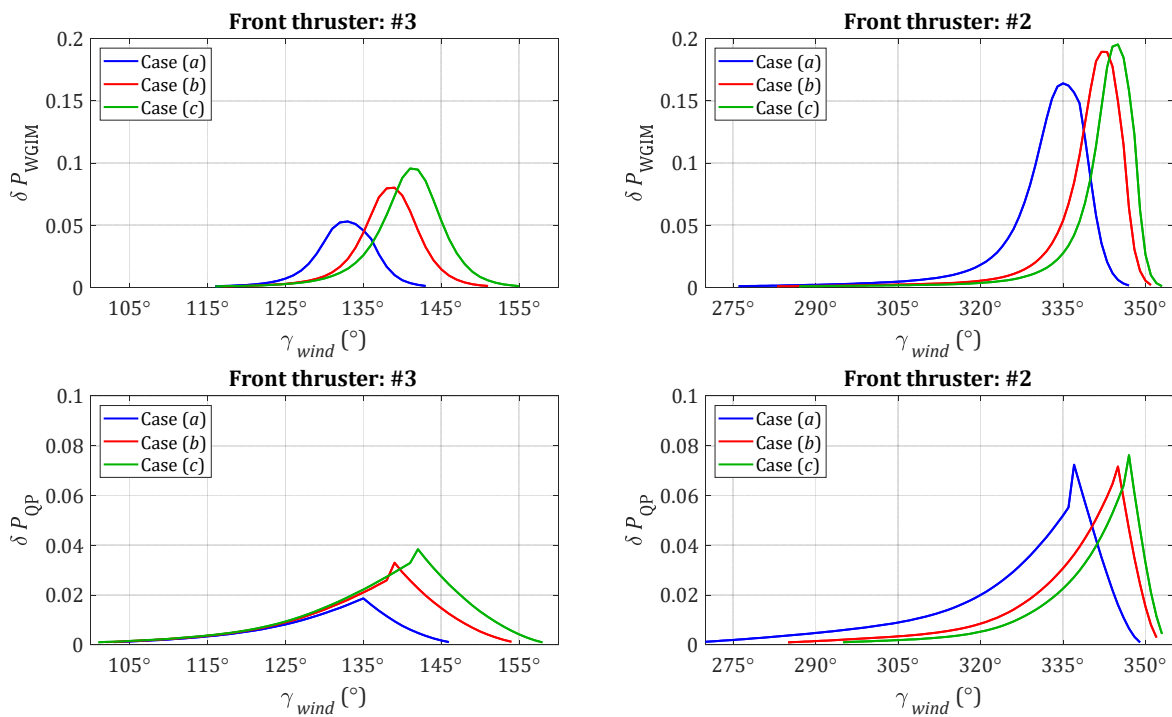 Front thruster: #3
0.2
0.15
0.1
0.05
0
δ P_WGIM
Case (a)
Case (b)
Case (c)
105° 115° 125° 135° 145° 155°
γ_wind (°)
Front thruster: #2
0.2
0.15
0.1
0.05
0
δ P_WGIM
Case (a)
Case (b)
Case (c)
275° 290° 305° 320° 335° 350°
γ_wind (°)
Front thruster: #3
0.1
0.08
0.06
0.04
0.02
0
δ P_QP
Case (a)
Case (b)
Case (c)
105° 115° 125° 135° 145° 155°
γ_wind (°)
Front thruster: #2
0.1
0.08
0.06
0.04
0.02
0
δ P_QP
Case (a)
Case (b)
Case (c)
275° 290° 305° 320° 335° 350°
γ_wind (°)